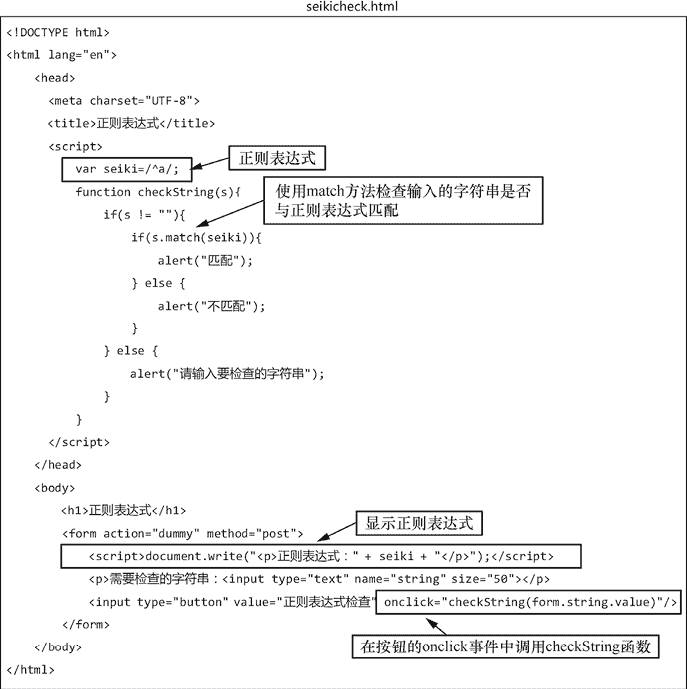 seikicheck.html
<!DOCTYPE html>
<html lang="en">
<head>
<meta charset="UTF-8">
<title>正则表达式</title>
<script>
var seiki=/^a/;
正则表达式
function checkString(s){
使用match方法检查输入的字符串是否
与正则表达式匹配
if(s != ""){
if(s.match(seiki)){
alert("匹配");
} else {
alert("不匹配");
}
} else {
alert("请输入要检查的字符串");
}
}
</script>
</head>
<body>
<h1>正则表达式</h1>
<form action="dummy" method="post">
显示正则表达式
<script>document.write("<p>正则表达式：" + seiki + "</p>");</script>
<p>需要检查的字符串：<input type="text" name="string" size="50"></p>
<input type="button" value="正则表达式检查" onclick="checkString(form.string.value)"/>
</form>
在按钮的onclick事件中调用checkString函数
</body>
</html>